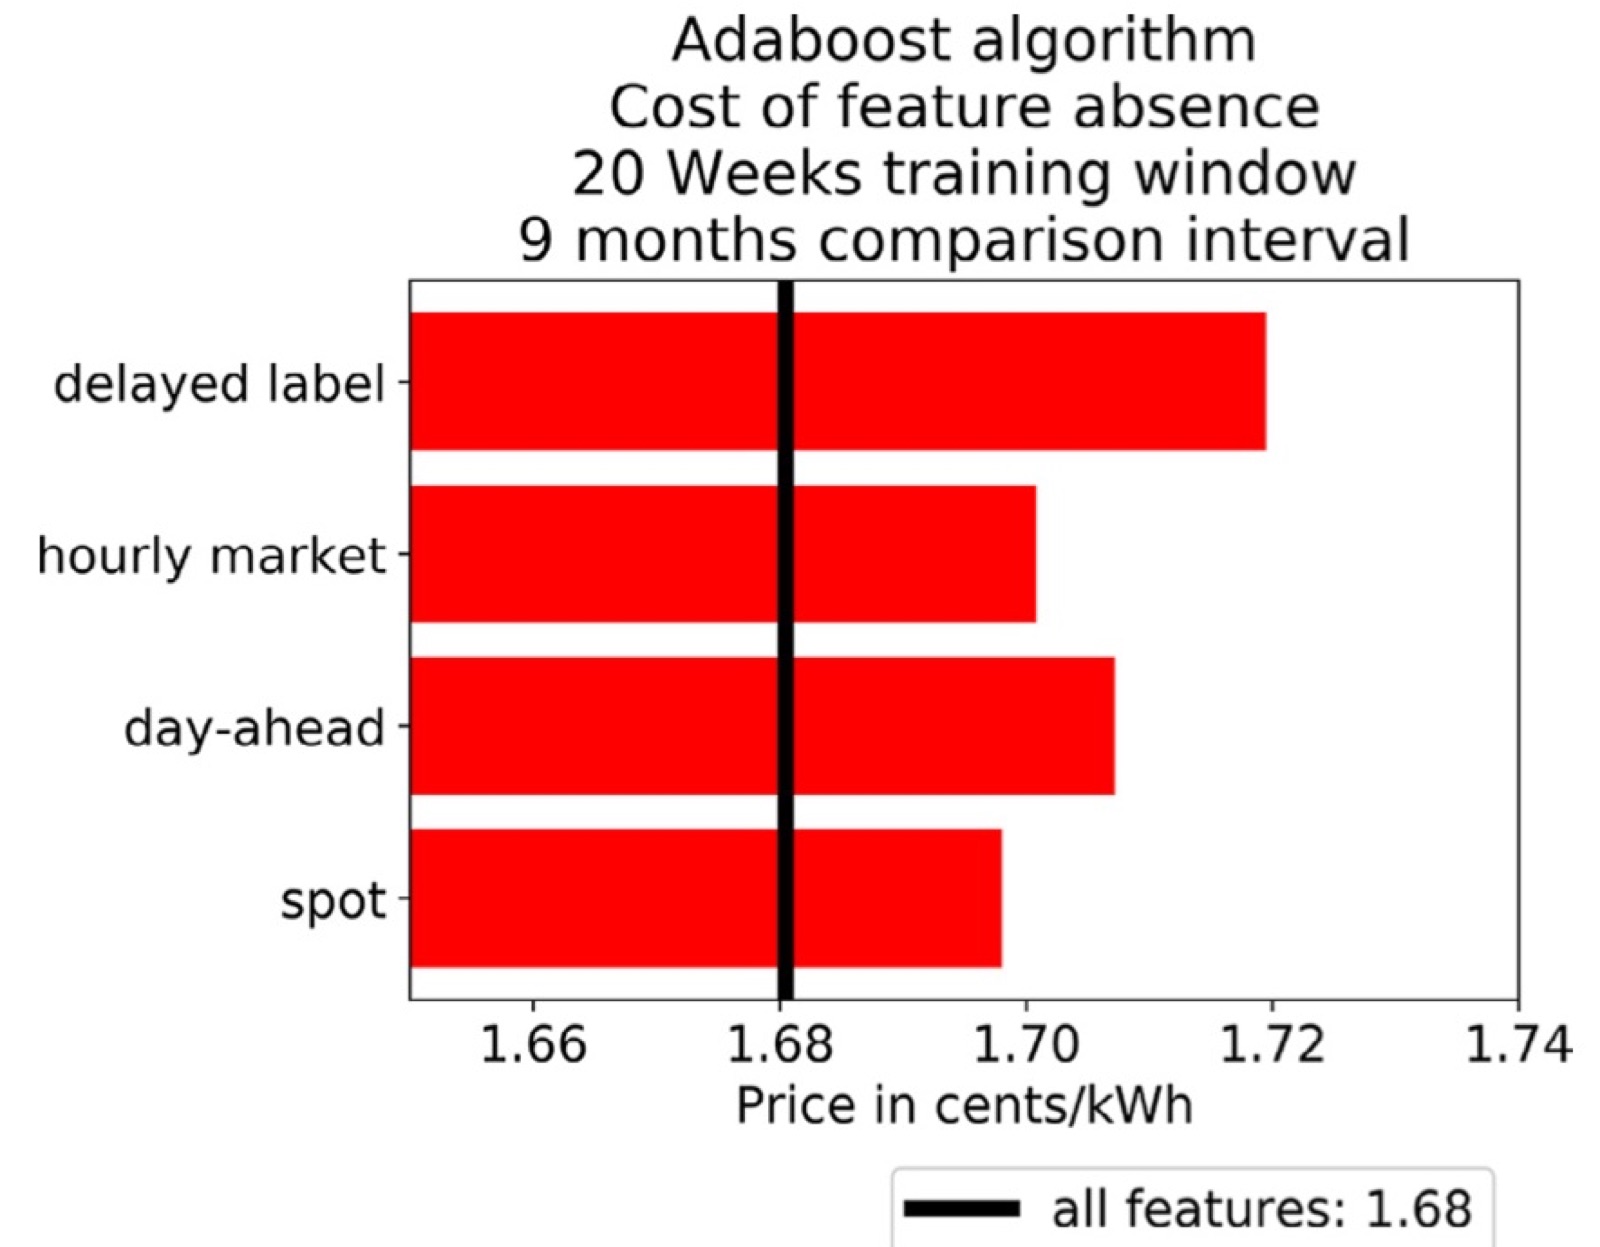 Adaboost algorithm
Cost of feature absence
20 Weeks training window
9 months comparison interval
delayed label
hourly market
day-ahead
spot
1.66 1.68 1.70 1.72 1.74
Price in cents/kWh
all features: 1.68